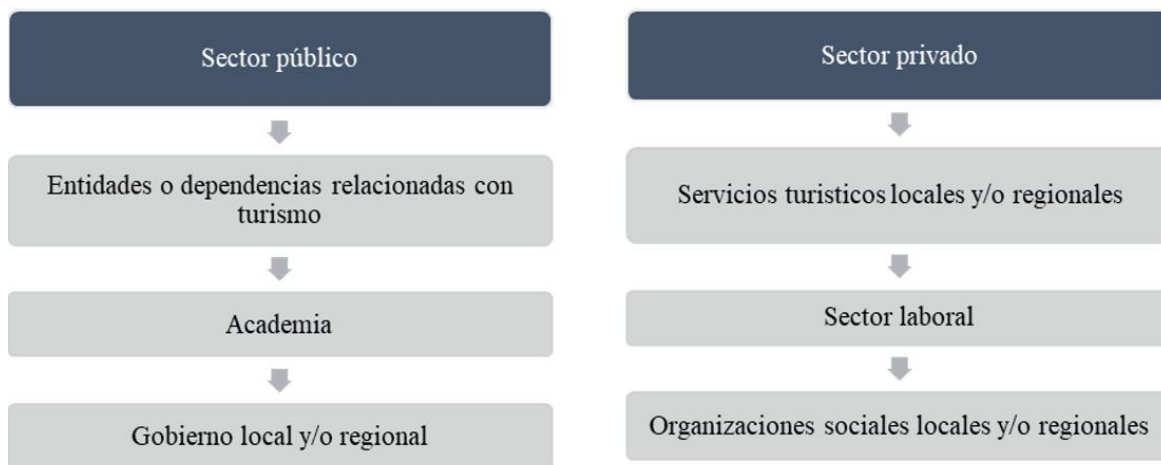 Sector público
Entidades o dependencias relacionadas con
turismo
Academia
Gobierno local y/o regional
Sector privado
Servicios turisticos locales y/o regionales
Sector laboral
Organizaciones sociales locales y/o regionales